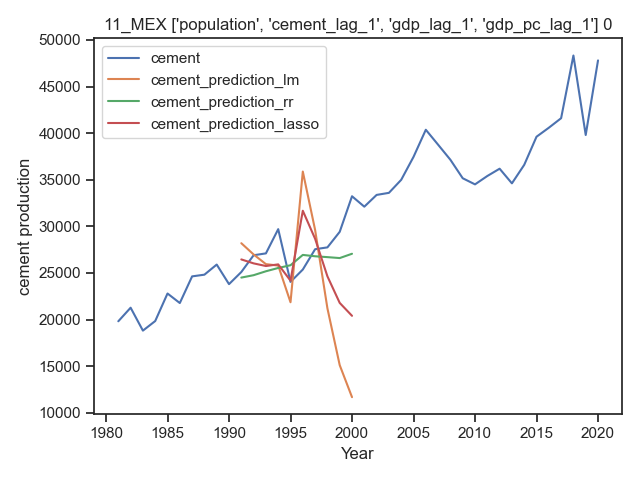 11_MEX ['population', 'cement_lag_1', 'gdp_lag_1', 'gdp_pc_lag_1'] 0
50000
45000
40000
35000
30000
25000
20000
15000
10000
cement production
cement
cement_prediction_lm
cement_prediction_rr
cement_prediction_lasso
1980 1985 1990 1995 2000 2005 2010 2015 2020
Year